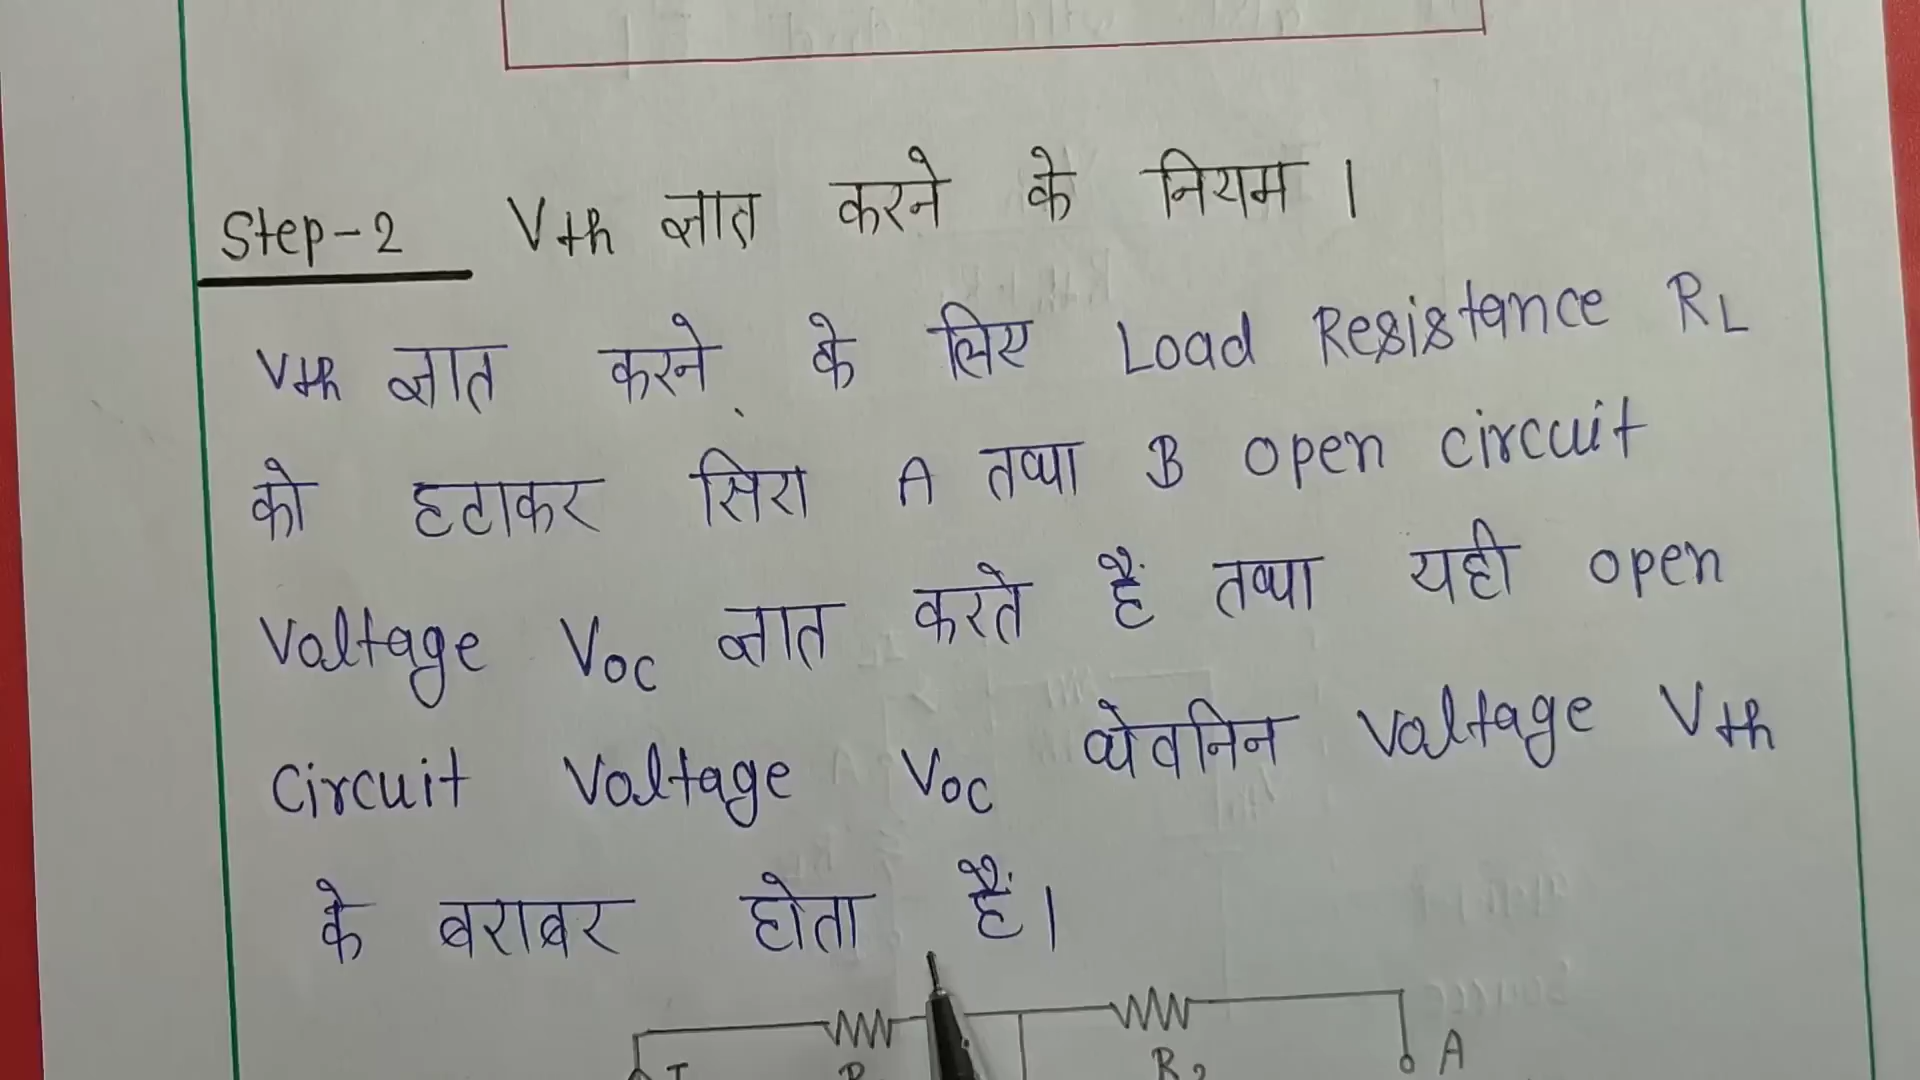 Step-2 Vth ज्ञात करने के नियम ।
Vth ज्ञात करने के लिए Load Resistance RL
को हटाकर सिरा A तथा B open circuit
Voltage Voc ज्ञात करते हैं तथा यही open
circuit Voltage Voc थेवनिन Voltage Vth
के बराबर होता हैं।
R2 A